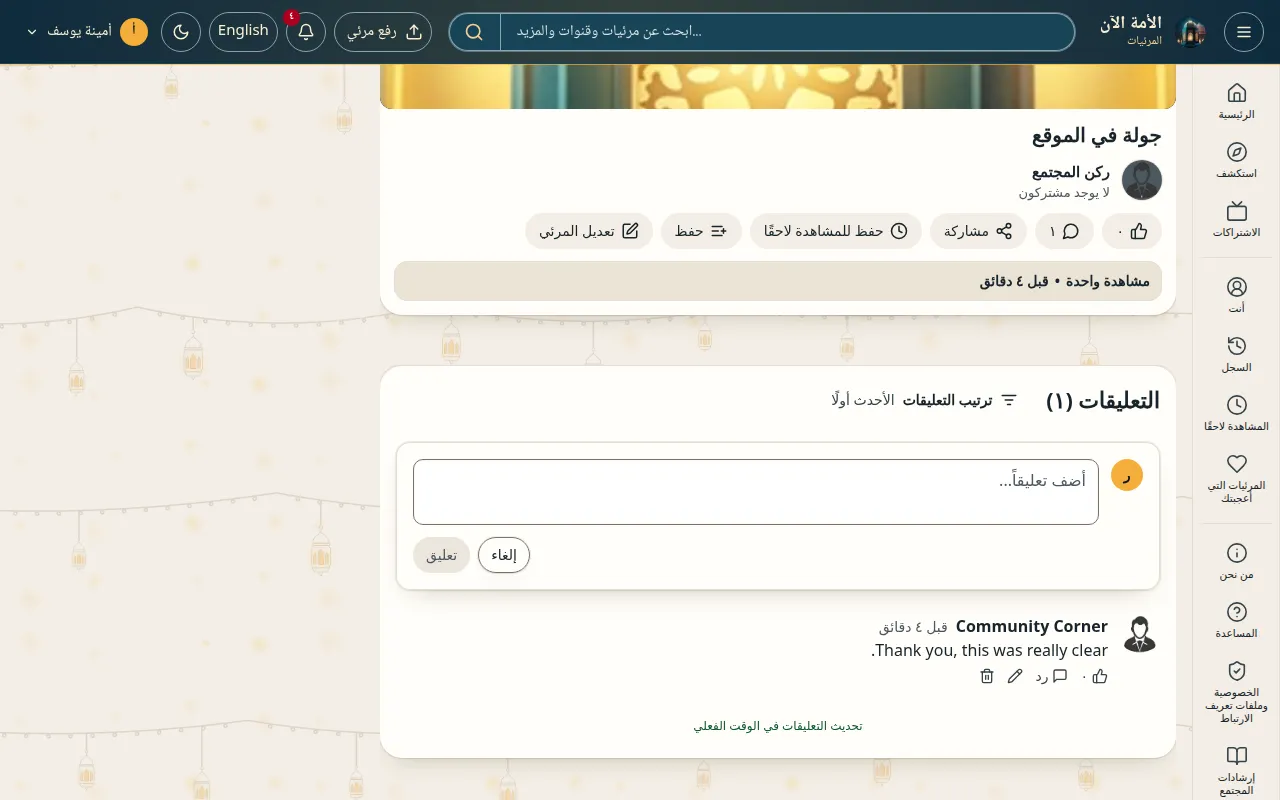 الأمة الآن
المرئيات
ابحث عن مرئيات وقنوات والمزيد...
رفع مرئي
٤
English
أ
أمينة يوسف
الرئيسية
استكشف
الاشتراكات
أنت
السجل
المشاهدة لاحقًا
المرئيات التي
أعجبتك
من نحن
المساعدة
الخصوصية
وملفات تعريف
الارتباط
إرشادات
المجتمع
جولة في الموقع
ركن المجتمع
لا يوجد مشتركون
٠
١
مشاركة
حفظ للمشاهدة لاحقًا
حفظ
تعديل المرئي
مشاهدة واحدة • قبل ٤ دقائق
التعليقات (١)
ترتيب التعليقات الأحدث أولًا
ر
أضف تعليقاً...
إلغاء
تعليق
Community Corner قبل ٤ دقائق
Thank you, this was really clear.
٠ رد
تحديث التعليقات في الوقت الفعلي